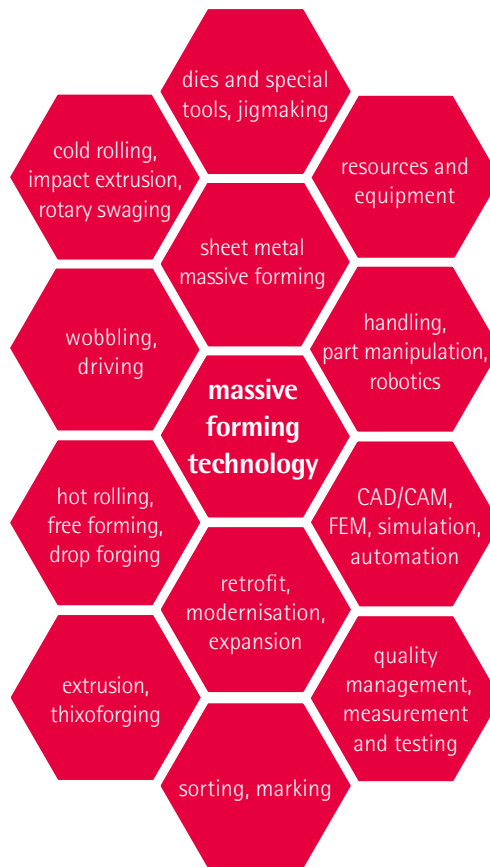 dies and special
tools, jigmaking
cold rolling,
impact extrusion,
rotary swaging
resources and
equipment
sheet metal
massive forming
wobbling,
driving
handling,
part manipulation,
robotics
massive
forming
technology
hot rolling,
free forming,
drop forging
CAD/CAM,
FEM, simulation,
automation
retrofit,
modernisation,
expansion
extrusion,
thixoforging
quality
management,
measurement
and testing
sorting, marking